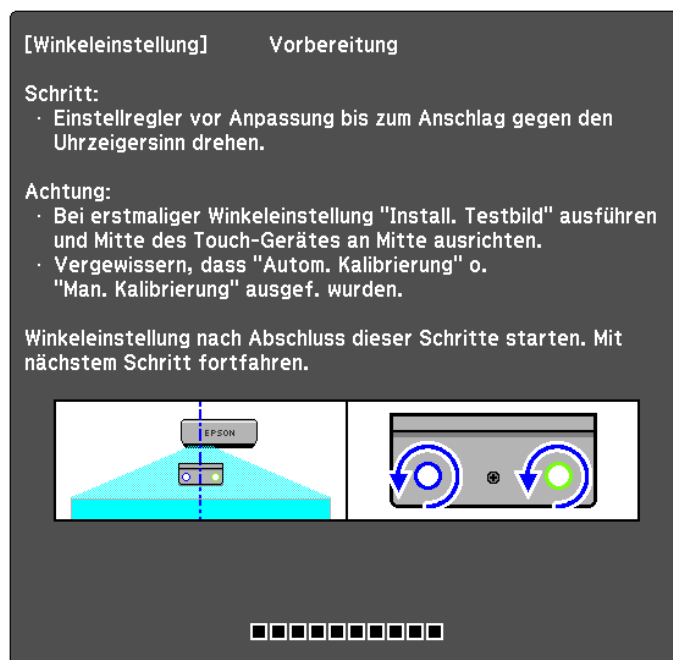 [Winkeleinstellung] Vorbereitung
Schritt:
· Einstellregler vor Anpassung bis zum Anschlag gegen den
Uhrzeigersinn drehen.
Achtung:
· Bei erstmaliger Winkeleinstellung "Install. Testbild" ausführen
und Mitte des Touch-Gerätes an Mitte ausrichten.
· Vergewissern, dass "Autom. Kalibrierung" o.
"Man. Kalibrierung" ausgef. wurden.
Winkeleinstellung nach Abschluss dieser Schritte starten. Mit
nächstem Schritt fortfahren.
EPSON